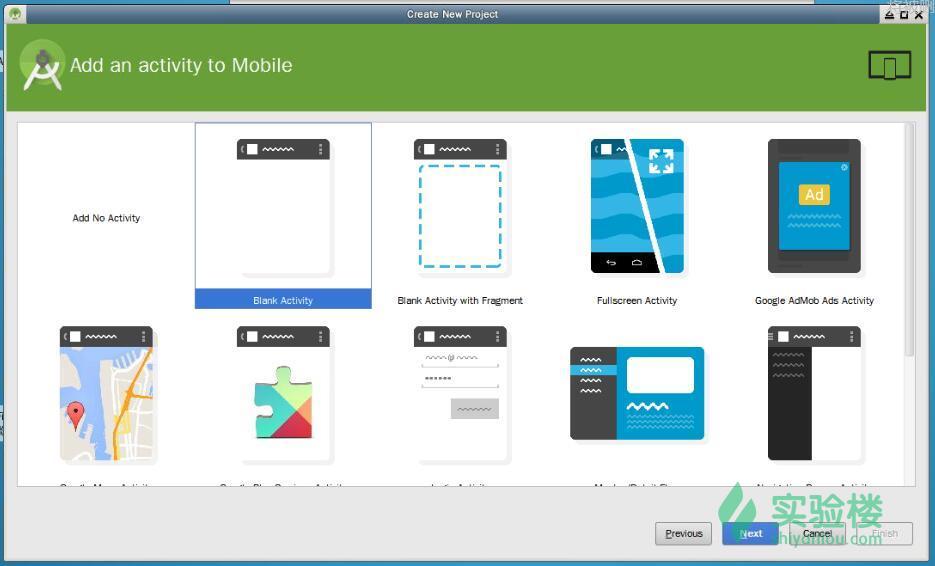 Create New Project
Add an activity to Mobile
Add No Activity
Blank Activity
Blank Activity with Fragment
Fullscreen Activity
Ad
Google AdMob Ads Activity
Previous
Next
Cancel
Finish
实验楼
shiyanlou.com